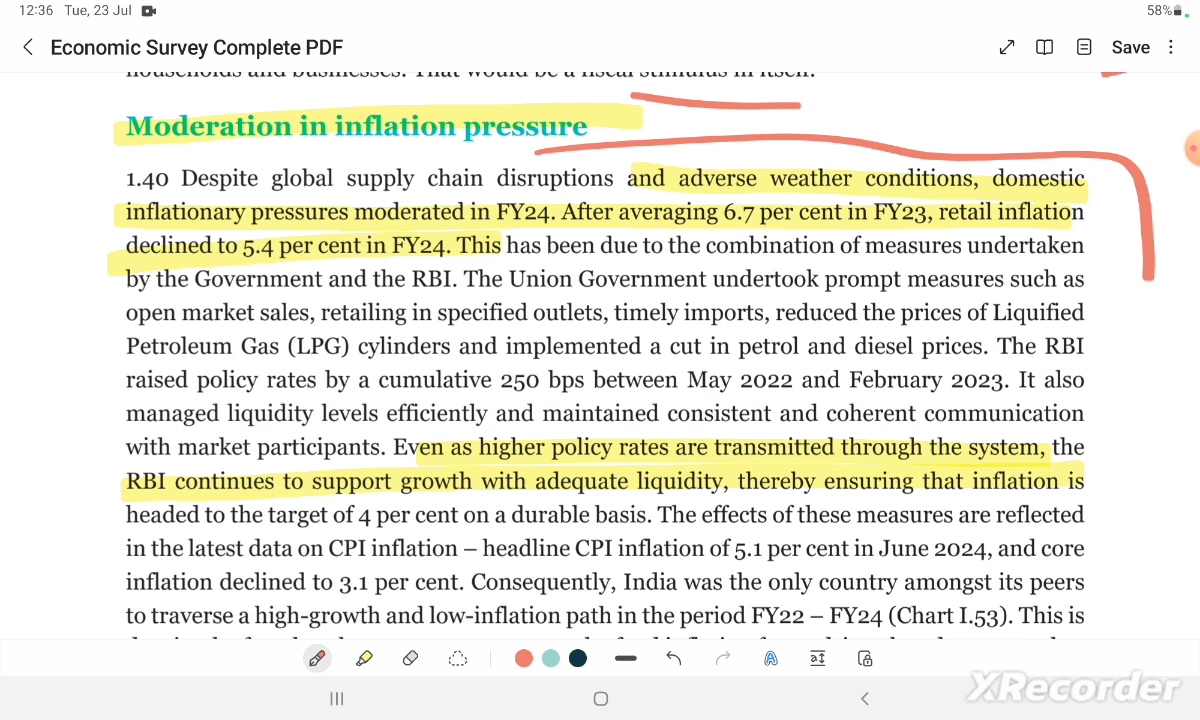 12:36 Tue, 23 Jul
58%
Economic Survey Complete PDF
Save
households and businesses. That would be a fiscal stimulus in itself.
Moderation in inflation pressure
1.40 Despite global supply chain disruptions and adverse weather conditions, domestic
inflationary pressures moderated in FY24. After averaging 6.7 per cent in FY23, retail inflation
declined to 5.4 per cent in FY24. This has been due to the combination of measures undertaken
by the Government and the RBI. The Union Government undertook prompt measures such as
open market sales, retailing in specified outlets, timely imports, reduced the prices of Liquified
Petroleum Gas (LPG) cylinders and implemented a cut in petrol and diesel prices. The RBI
raised policy rates by a cumulative 250 bps between May 2022 and February 2023. It also
managed liquidity levels efficiently and maintained consistent and coherent communication
with market participants. Even as higher policy rates are transmitted through the system, the
RBI continues to support growth with adequate liquidity, thereby ensuring that inflation is
headed to the target of 4 per cent on a durable basis. The effects of these measures are reflected
in the latest data on CPI inflation – headline CPI inflation of 5.1 per cent in June 2024, and core
inflation declined to 3.1 per cent. Consequently, India was the only country amongst its peers
to traverse a high-growth and low-inflation path in the period FY22 – FY24 (Chart I.53). This is
XRecorder